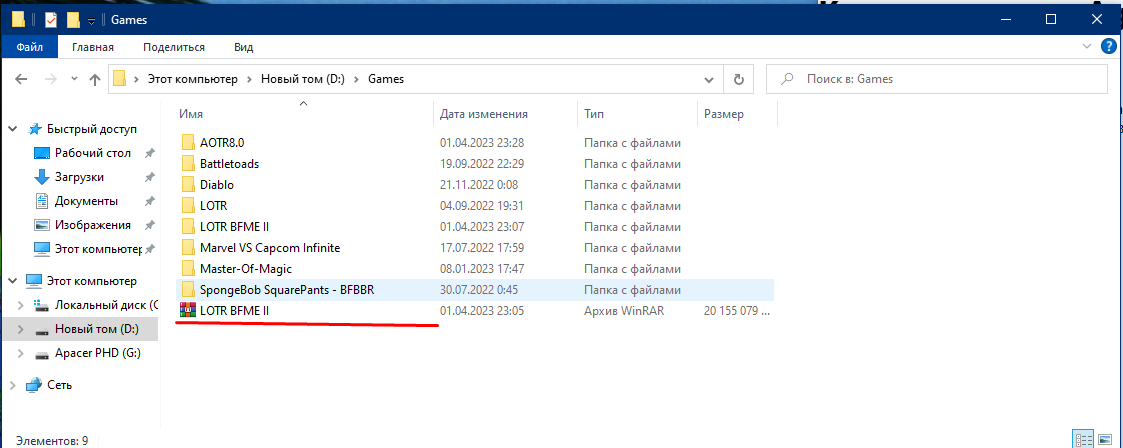 Games
Файл Главная Поделиться Вид
Этот компьютер Новый том (D:) Games
Поиск в: Games
Имя Дата изменения Тип Размер
Быстрый доступ
Рабочий стол
Загрузки
Документы
Изображения
Этот компьютер
Этот компьютер
Локальный диск (C
Новый том (D:)
Apacer PHD (G:)
Сеть
AOTR8.0 01.04.2023 23:28 Папка с файлами
Battletoads 19.09.2022 22:29 Папка с файлами
Diablo 21.11.2022 0:08 Папка с файлами
LOTR 04.09.2022 19:31 Папка с файлами
LOTR BFME II 01.04.2023 23:07 Папка с файлами
Marvel VS Capcom Infinite 17.07.2022 17:59 Папка с файлами
Master-Of-Magic 08.01.2023 17:47 Папка с файлами
SpongeBob SquarePants - BFBBR 30.07.2022 0:45 Папка с файлами
LOTR BFME II 01.04.2023 23:05 Архив WinRAR 20 155 079 ...
Элементов: 9